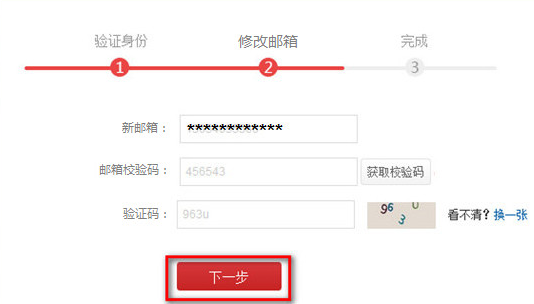 验证身份 修改邮箱 完成
1 2 3
新邮箱： ************
邮箱校验码： 456543 获取校验码
验证码： 963u 963U 看不清？换一张
下一步